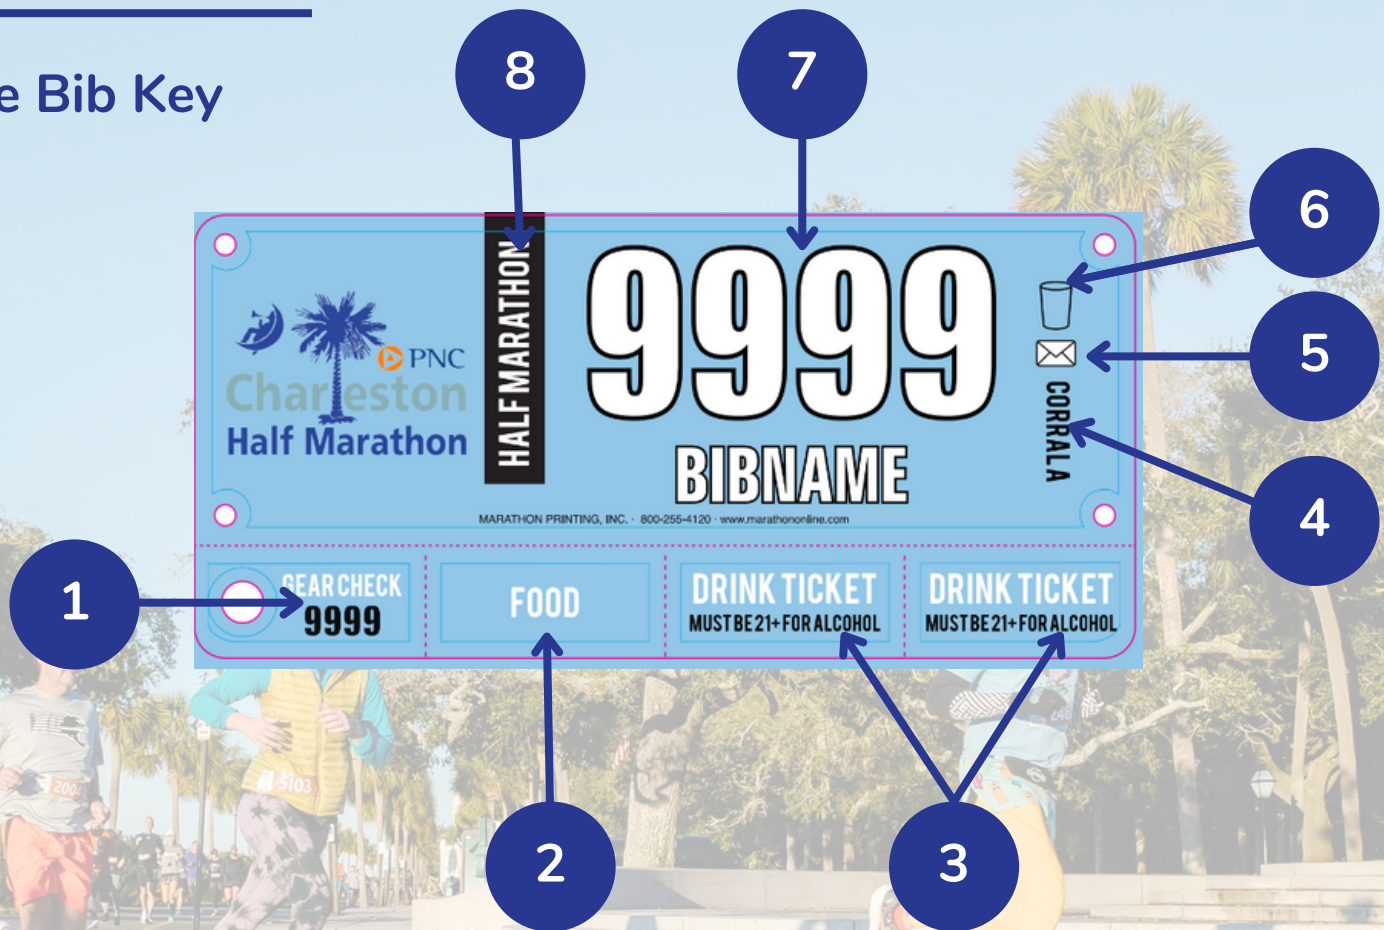 e Bib Key
8
7
6
5
4
1
2
3
HALF MARATHON
9999
BIBNAME
CORRAL A
PNC
Charleston
Half Marathon
MARATHON PRINTING, INC. · 800-255-4120 · www.marathononline.com
GEAR CHECK
9999
FOOD
DRINK TICKET
MUST BE 21+ FOR ALCOHOL
DRINK TICKET
MUST BE 21+ FOR ALCOHOL
2004
5103